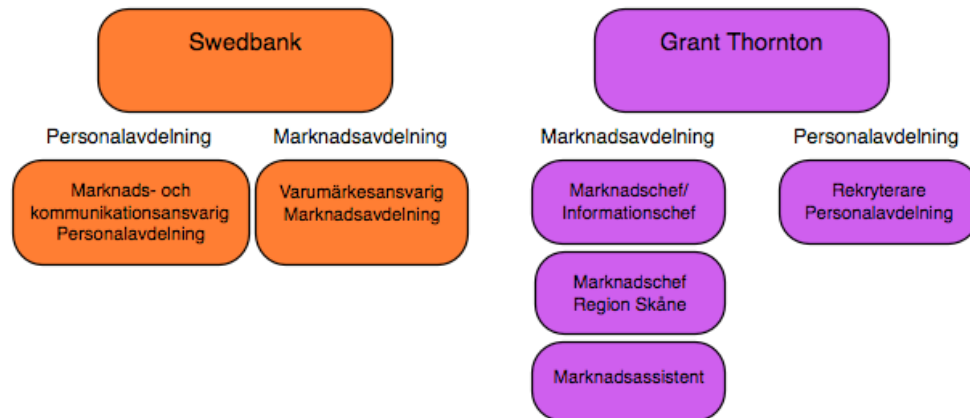 Swedbank
Grant Thornton
Personalavdelning
Marknadsavdelning
Marknadsavdelning
Personalavdelning
Marknads- och
kommunikationsansvarig
Personalavdelning
Varumärkesansvarig
Marknadsavdelning
Marknadschef/
Informationschef
Rekryterare
Personalavdelning
Marknadschef
Region Skåne
Marknadsassistent